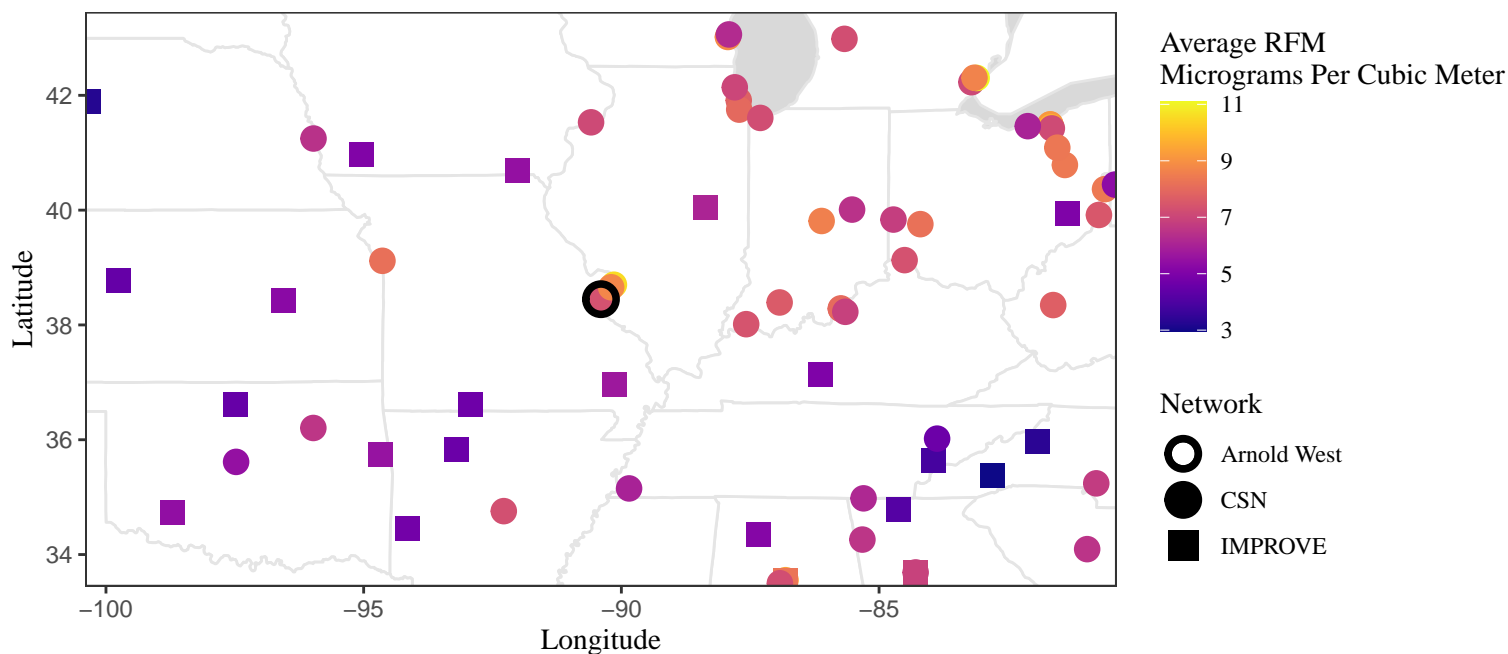 42
40
38
36
34
Latitude
−100
−95
−90
−85
Longitude
Average RFM
Micrograms Per Cubic Meter
11
9
7
5
3
Network
Arnold West
CSN
IMPROVE